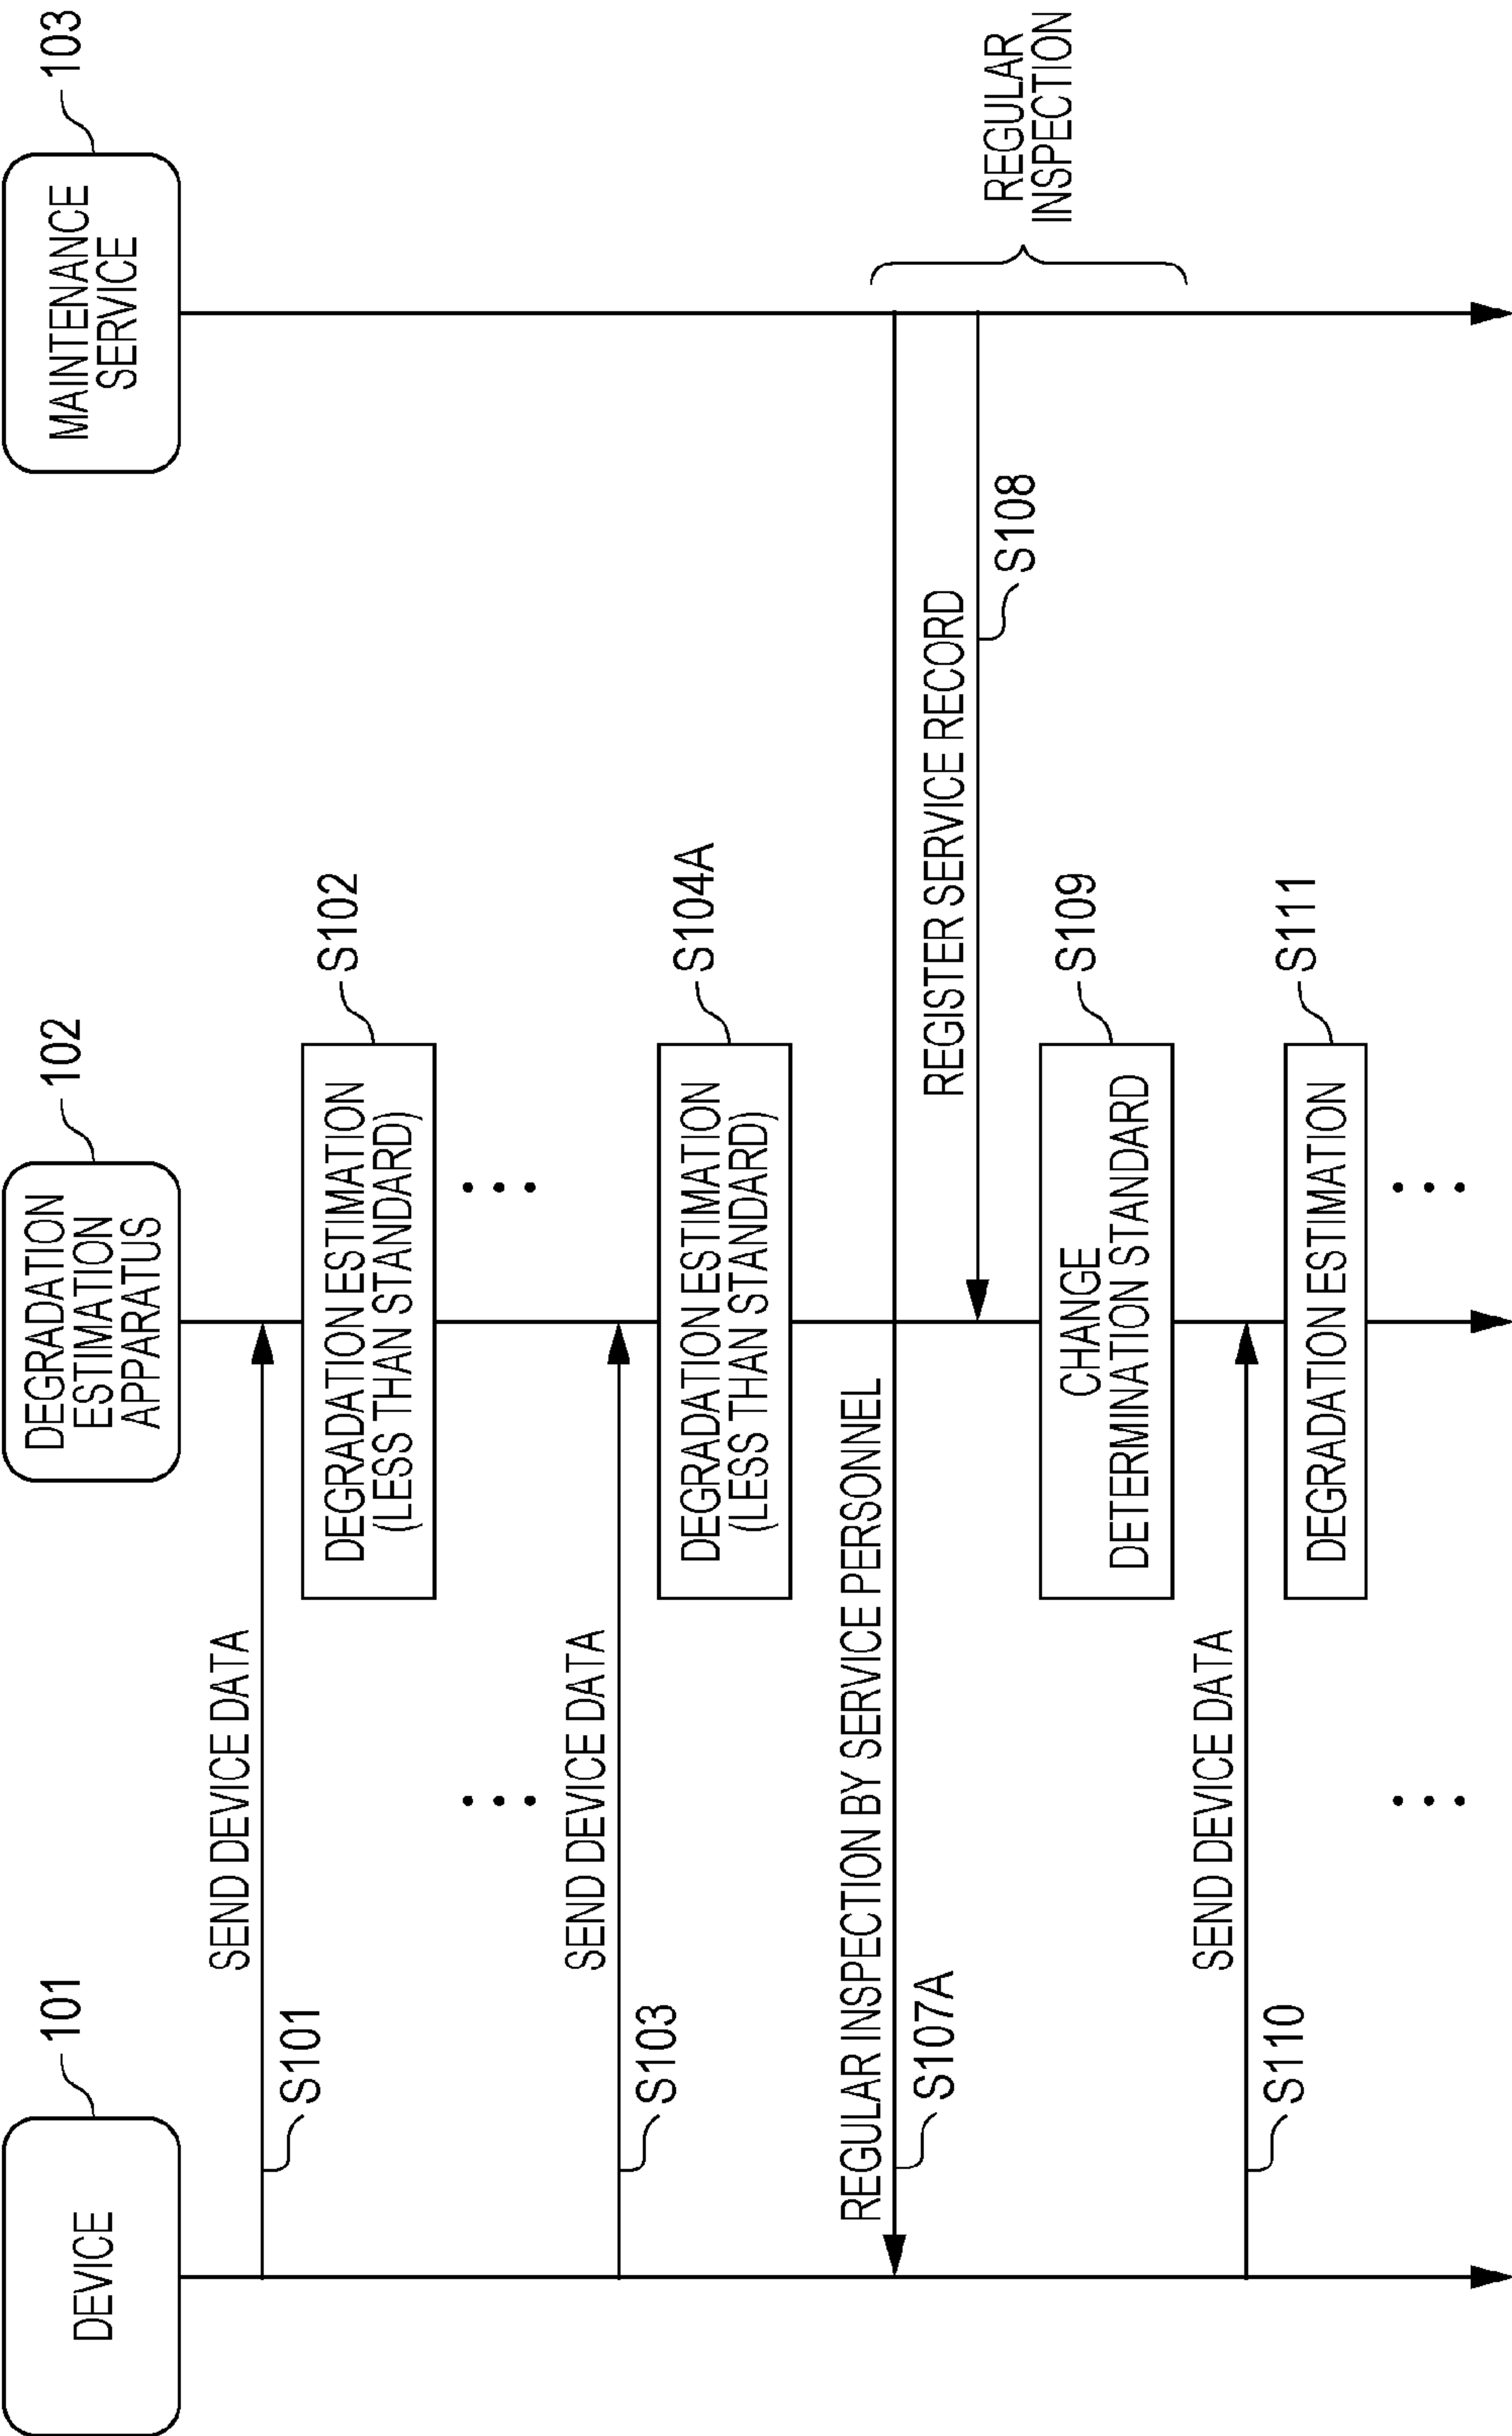 DEVICE
101
DEGRADATION
ESTIMATION
APPARATUS
102
MAINTENANCE
SERVICE
103
SEND DEVICE DATA
S101
DEGRADATION ESTIMATION
(LESS THAN STANDARD)
S102
SEND DEVICE DATA
S103
DEGRADATION ESTIMATION
(LESS THAN STANDARD)
S104A
REGULAR INSPECTION BY SERVICE PERSONNEL
S107A
REGISTER SERVICE RECORD
S108
REGULAR
INSPECTION
CHANGE
DETERMINATION STANDARD
S109
SEND DEVICE DATA
S110
DEGRADATION ESTIMATION
S111